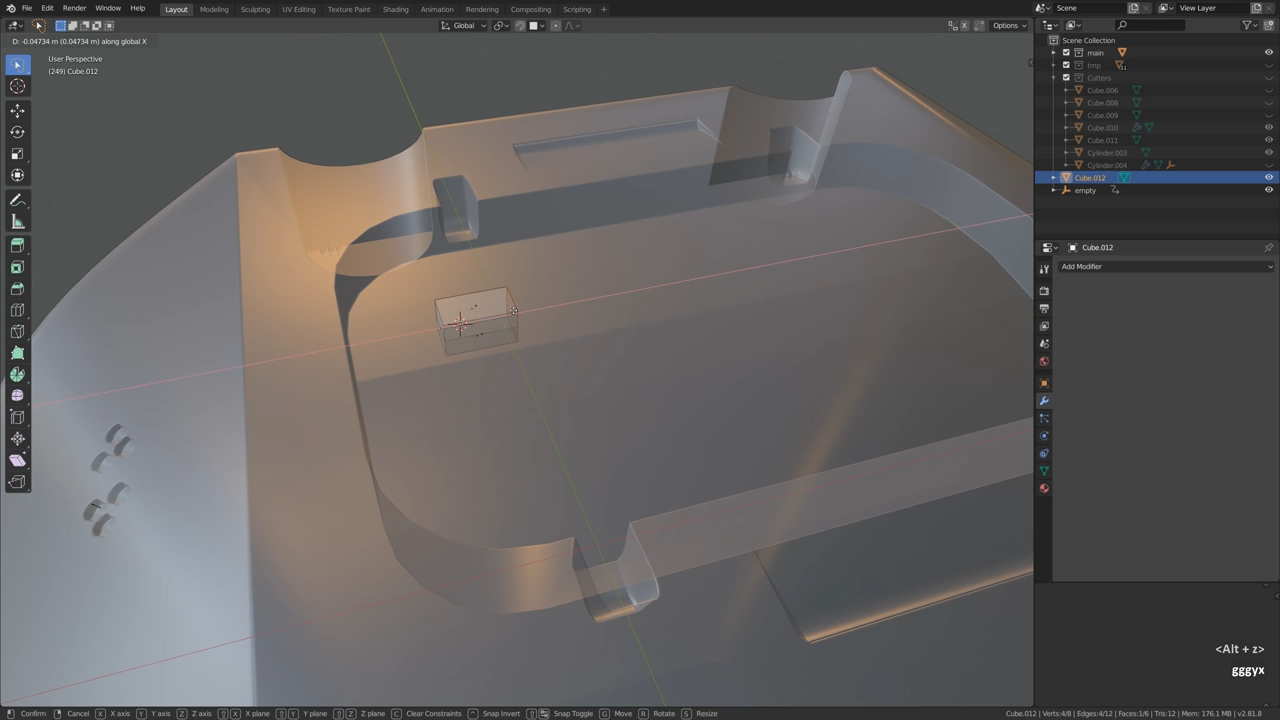 File Edit Render Window Help Layout Modeling Sculpting UV Editing Texture Paint Shading Animation Rendering Compositing Scripting + Scene View Layer
Global Options
D: -0.04734 m (0.04734 m) along global X
User Perspective
(249) Cube.012
Scene Collection
main
tmp 11
Cutters
Cube.006
Cube.008
Cube.009
Cube.010
Cube.011
Cylinder.003
Cylinder.004
Cube.012
empty
Cube.012
Add Modifier
<Alt + z>
gggyx
Confirm Cancel X X axis Y Y axis Z Z axis X X plane Y Y plane Z Z plane C Clear Constraints Snap Invert Snap Toggle G Move R Rotate S Resize Cube.012 | Verts:4/8 | Edges:4/12 | Faces:1/6 | Tris:12 | Mem: 176.1 MB | v2.81.8